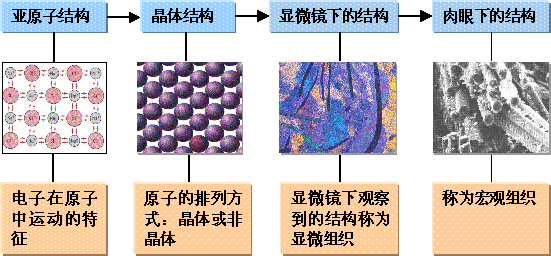 亚原子结构
晶体结构
显微镜下的结构
肉眼下的结构
电子在原子
中运动的特
征
原子的排列方
式：晶体或非
晶体
显微镜下观察
到的结构称为
显微组织
称为宏观组织